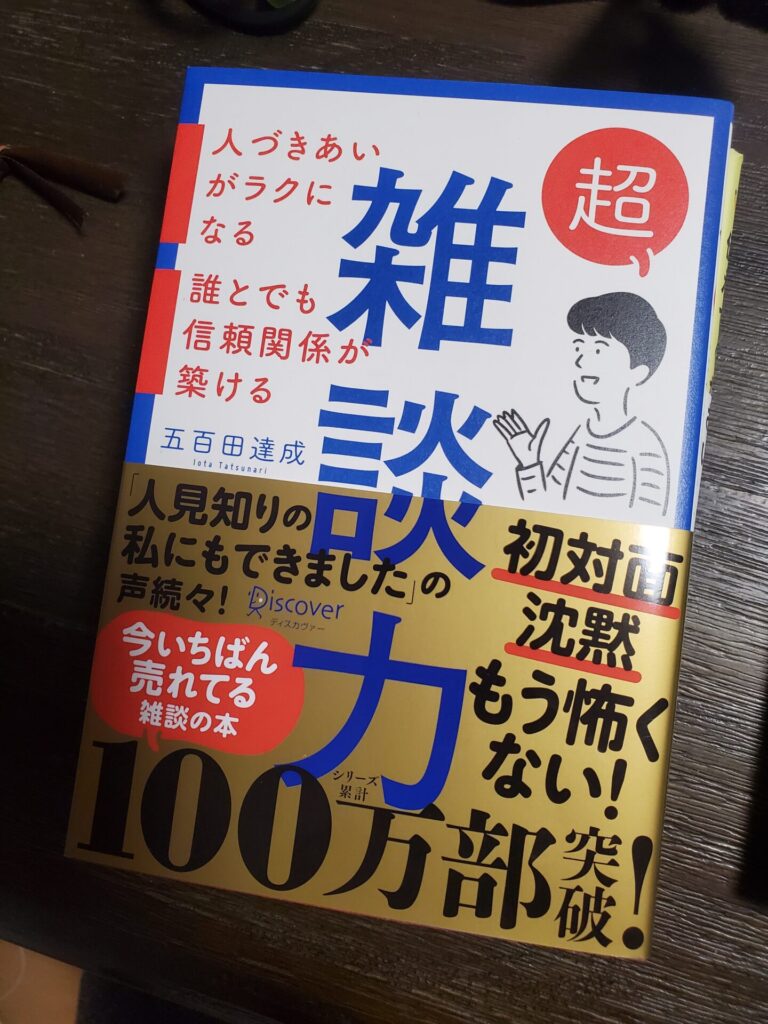 超
雑談力
人づきあい
がラクに
なる
誰とでも
信頼関係が
築ける
五百田達成
Iota Tatsunari
「人見知りの
私にもできました」の
声続々!
Discover
ディスカヴァー
初対面
沈黙
もう怖く
ない!
今いちばん
売れてる
雑談の本
シリーズ
累計
100万部突破!